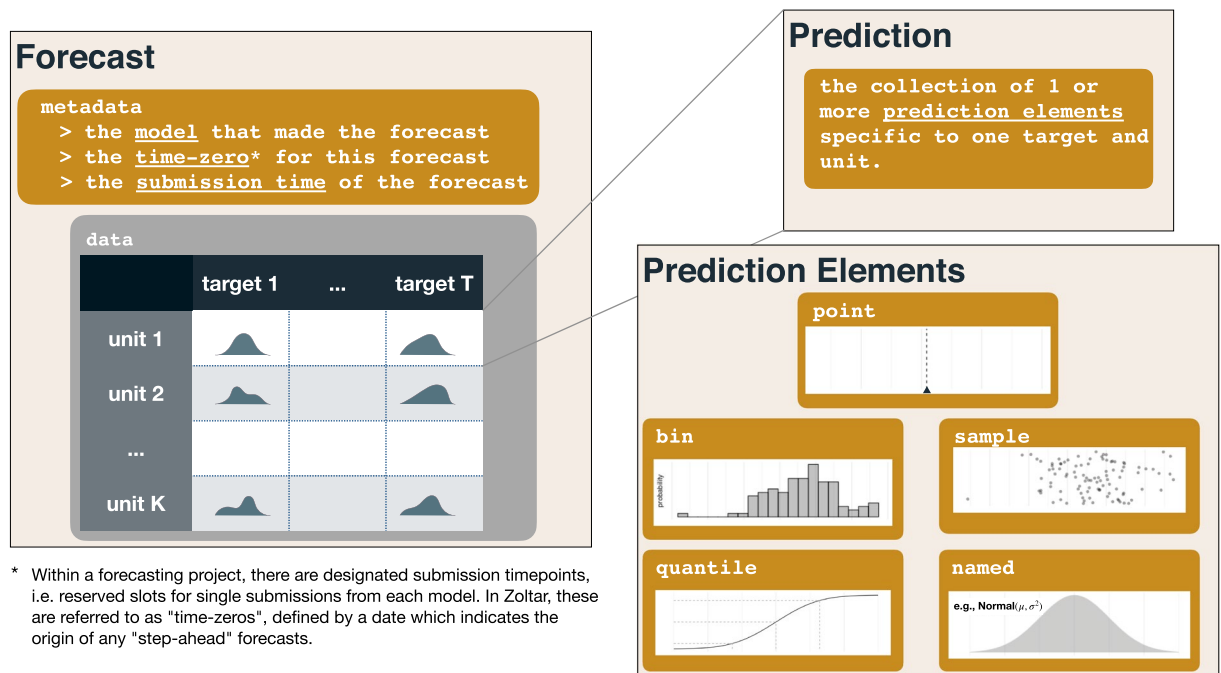 Forecast
metadata
> the model that made the forecast
> the time-zero* for this forecast
> the submission time of the forecast
data
target 1 ... target T
unit 1
unit 2
...
unit K
* Within a forecasting project, there are designated submission timepoints,
i.e. reserved slots for single submissions from each model. In Zoltar, these
are referred to as "time-zeros", defined by a date which indicates the
origin of any "step-ahead" forecasts.
Prediction
the collection of 1 or
more prediction elements
specific to one target and
unit.
Prediction Elements
point
bin
probability
sample
quantile
named
e.g., Normal(μ, σ²)